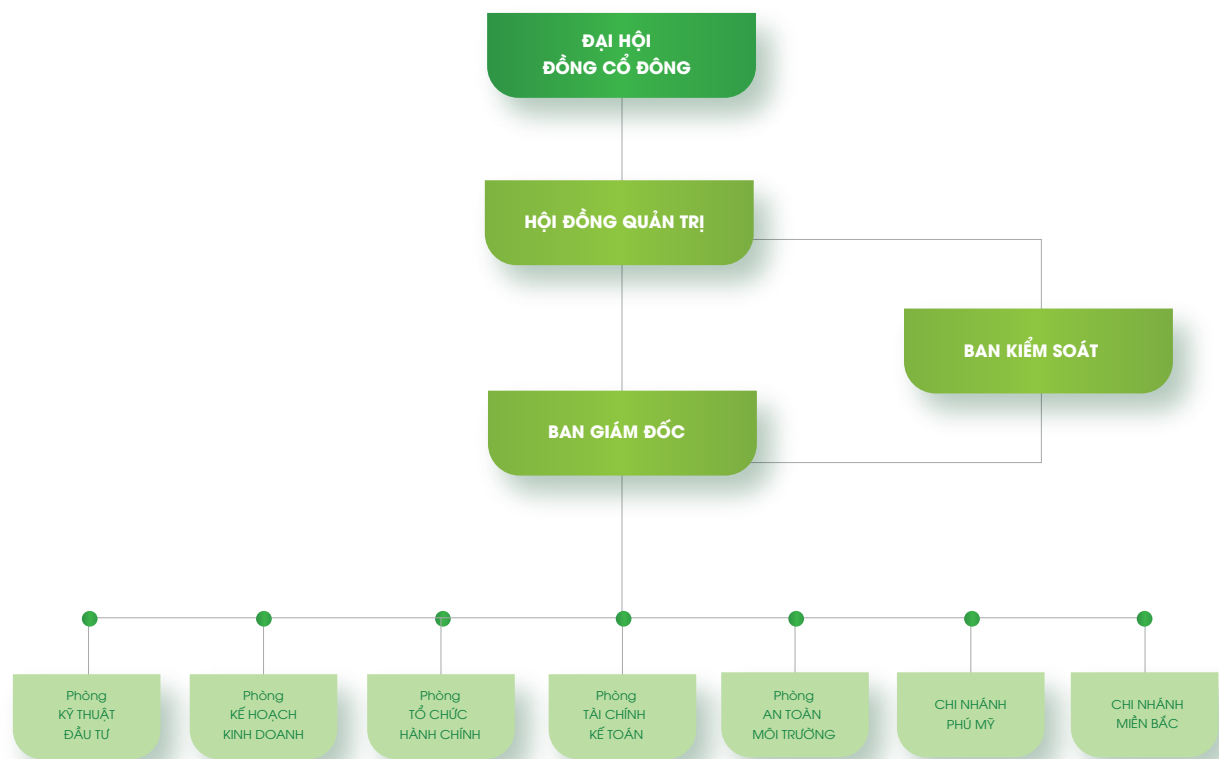 ĐẠI HỘI
ĐỒNG CỔ ĐÔNG
HỘI ĐỒNG QUẢN TRỊ
BAN KIỂM SOÁT
BAN GIÁM ĐỐC
Phòng
KỸ THUẬT
ĐẦU TƯ
Phòng
KẾ HOẠCH
KINH DOANH
Phòng
TỔ CHỨC
HÀNH CHÍNH
Phòng
TÀI CHÍNH
KẾ TOÁN
Phòng
AN TOÀN
MÔI TRƯỜNG
CHI NHÁNH
PHÚ MỸ
CHI NHÁNH
MIỀN BẮC